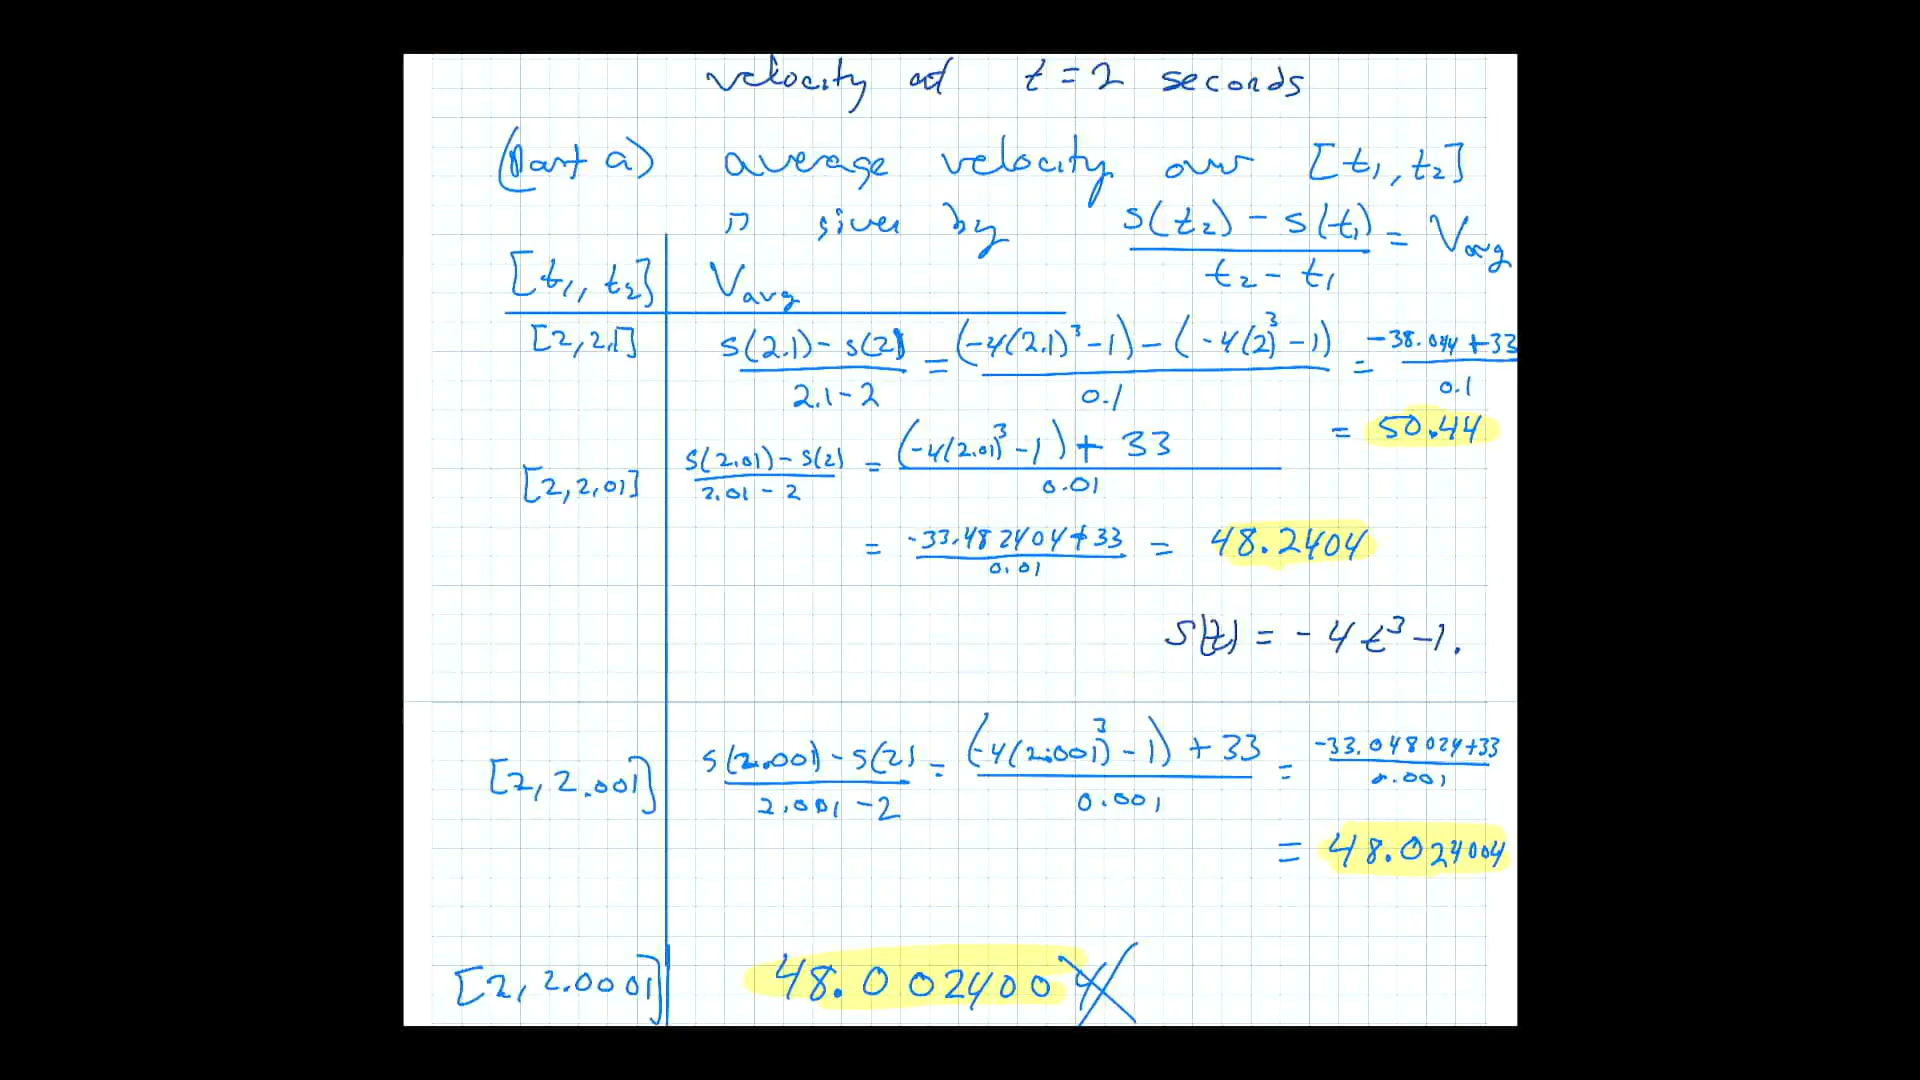 velocity at t = 2 seconds
(Part a) average velocity over [t₁, t₂]
is given by (s(t₂) - s(t₁))/(t₂ - t₁) = Vavg
[t₁, t₂] Vavg
[2, 2.1] (s(2.1) - s(2))/(2.1 - 2) = ((-4(2.1)³ - 1) - (-4(2)³ - 1))/0.1 = (-38.044 + 33)/0.1
= 50.44
[2, 2.01] (s(2.01) - s(2))/(2.01 - 2) = ((-4(2.01)³ - 1) + 33)/0.01
= (-33.482404 + 33)/0.01 = 48.2404
s(t) = -4t³ - 1.
[2, 2.001] (s(2.001) - s(2))/(2.001 - 2) = ((-4(2.001)³ - 1) + 33)/0.001 = (-33.048024 + 33)/0.001
= 48.024004
[2, 2.0001] 48.002400